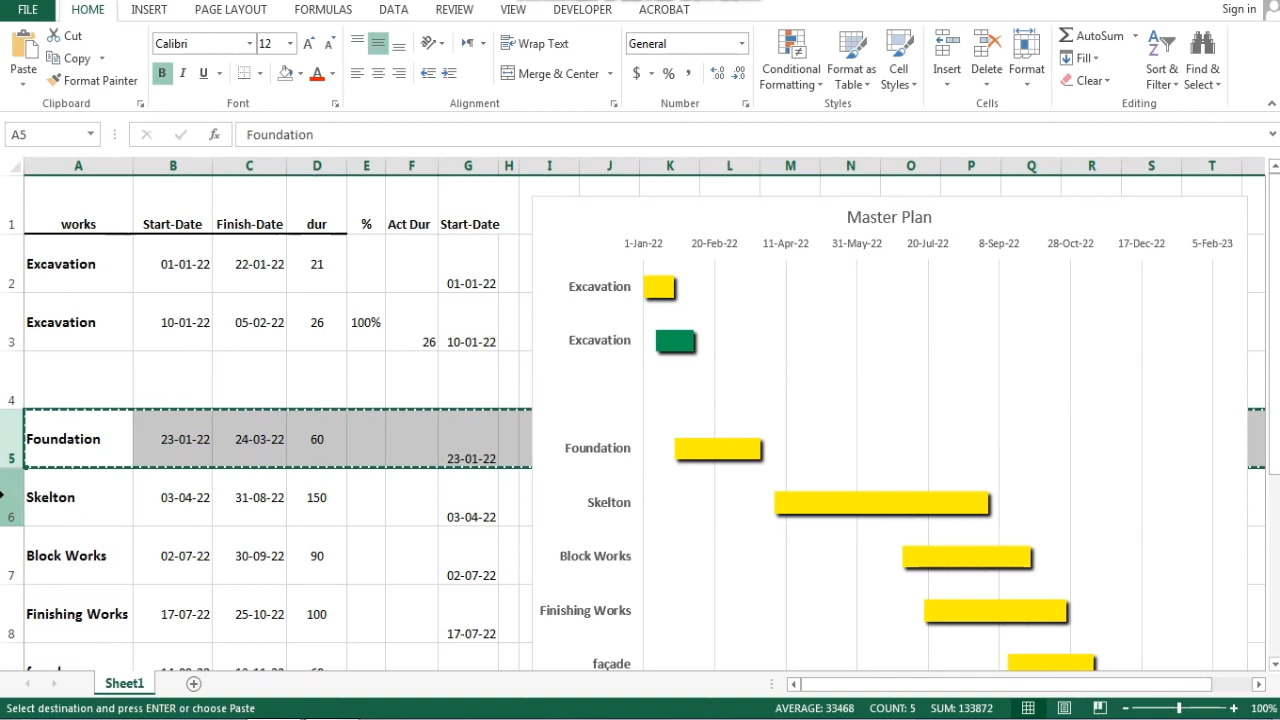 Sign in
FILE HOME INSERT PAGE LAYOUT FORMULAS DATA REVIEW VIEW DEVELOPER ACROBAT
Paste
Cut
Copy
Format Painter
Clipboard
Calibri 12
B I U
Font
Wrap Text
Merge & Center
Alignment
General
$ % ,
Number
Conditional Formatting
Format as Table
Cell Styles
Styles
Insert Delete Format
Cells
AutoSum
Fill
Clear
Sort & Filter
Find & Select
Editing
A5 fx Foundation
A B C D E F G H I J K L M N O P Q R S T
1 works Start-Date Finish-Date dur % Act Dur Start-Date
2 Excavation 01-01-22 22-01-22 21 01-01-22
3 Excavation 10-01-22 05-02-22 26 100% 26 10-01-22
4
5 Foundation 23-01-22 24-03-22 60 23-01-22
6 Skelton 03-04-22 31-08-22 150 03-04-22
7 Block Works 02-07-22 30-09-22 90 02-07-22
8 Finishing Works 17-07-22 25-10-22 100 17-07-22
Master Plan
1-Jan-22 20-Feb-22 11-Apr-22 31-May-22 20-Jul-22 8-Sep-22 28-Oct-22 17-Dec-22 5-Feb-23
Excavation
Excavation
Foundation
Skelton
Block Works
Finishing Works
façade
Sheet1
Select destination and press ENTER or choose Paste
AVERAGE: 33468 COUNT: 5 SUM: 133872
100%